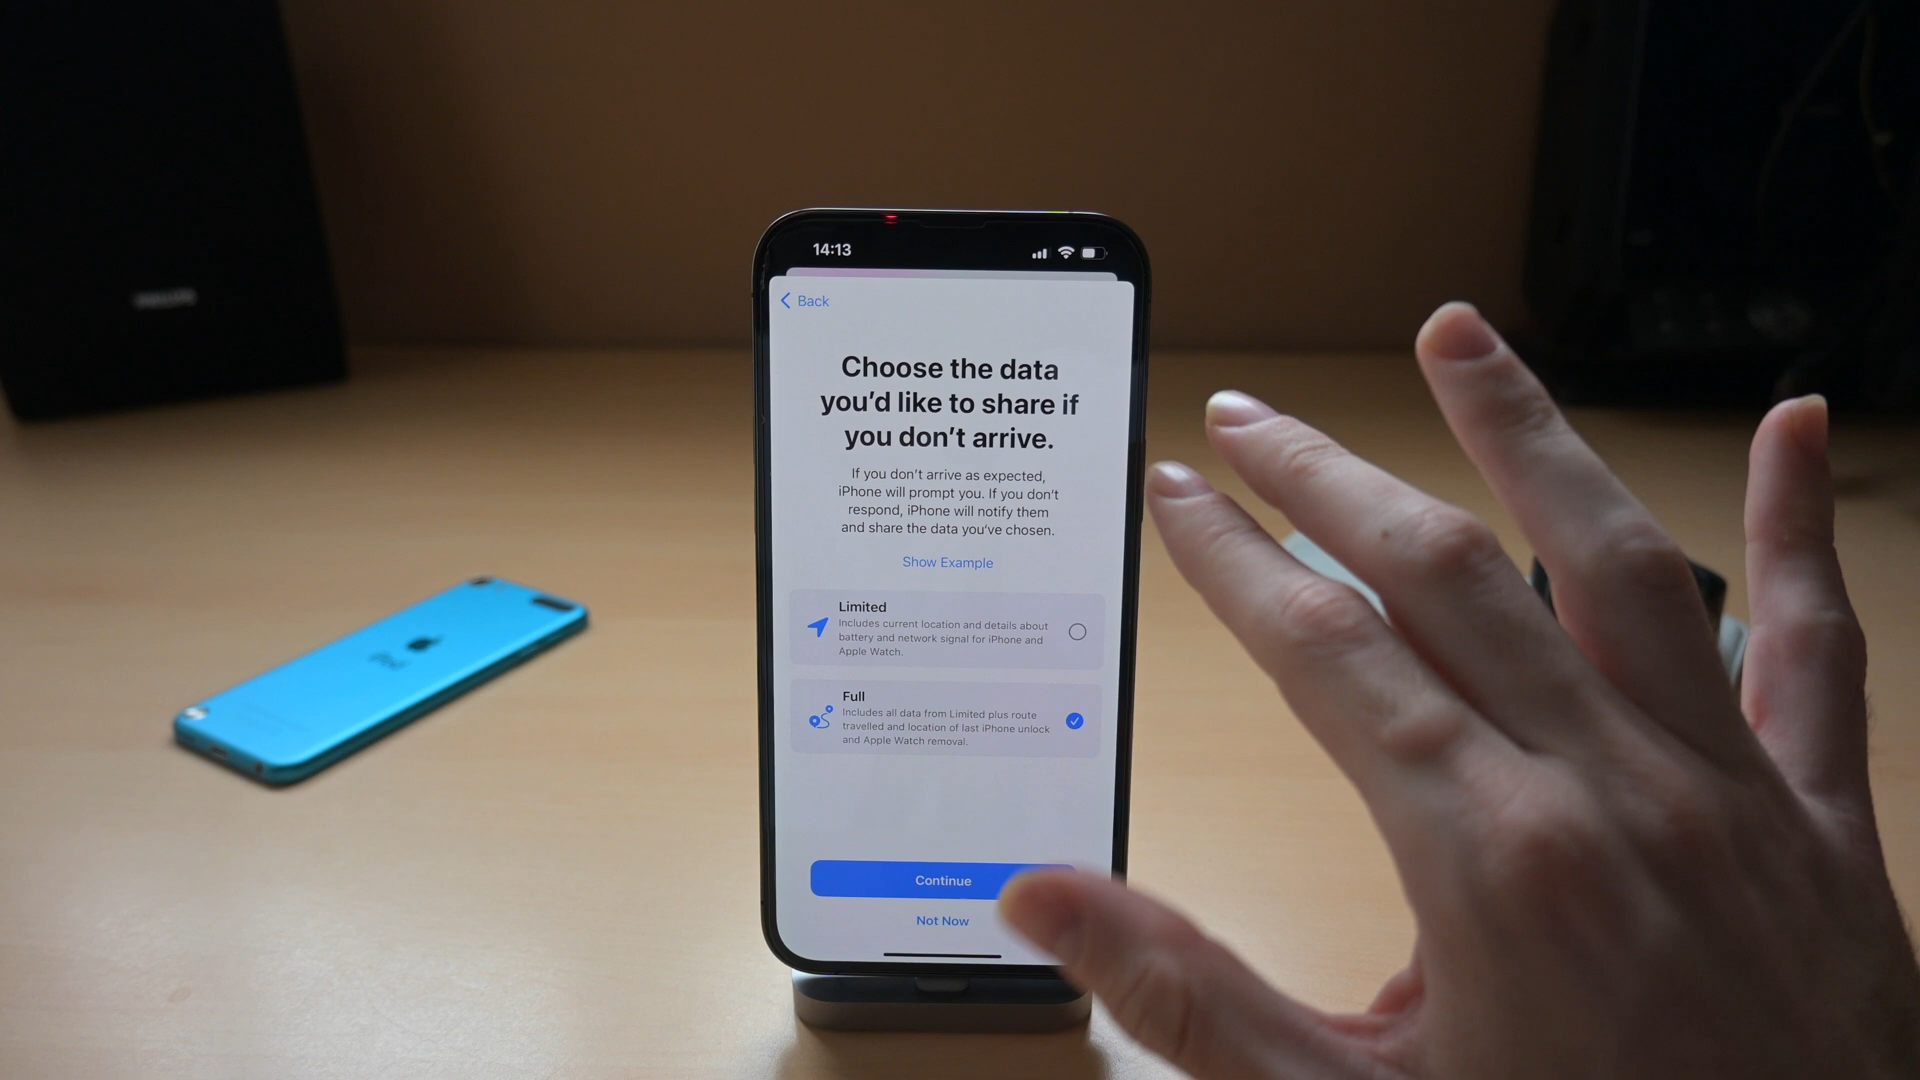 PHILIPS
14:13
Back
Choose the data
you’d like to share if
you don’t arrive.
If you don’t arrive as expected,
iPhone will prompt you. If you don’t
respond, iPhone will notify them
and share the data you’ve chosen.
Show Example
Limited
Includes current location and details about
battery and network signal for iPhone and
Apple Watch.
Full
Includes all data from Limited plus route
travelled and location of last iPhone unlock
and Apple Watch removal.
Continue
Not Now
iPod